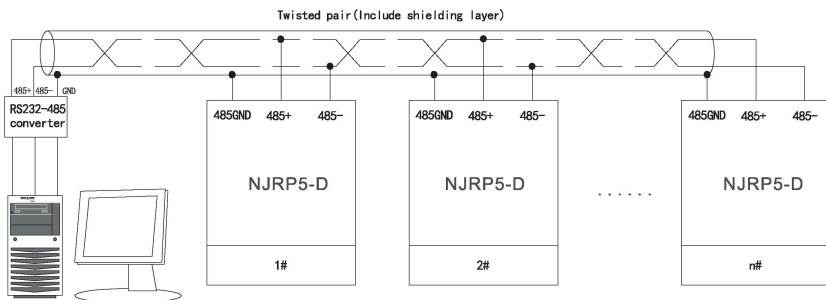 Twisted pair(Include shielding layer)
485+ 485- GND
RS232-485
converter
485GND 485+ 485-
NJRP5-D
1#
485GND 485+ 485-
NJRP5-D
2#
......
485GND 485+ 485-
NJRP5-D
n#